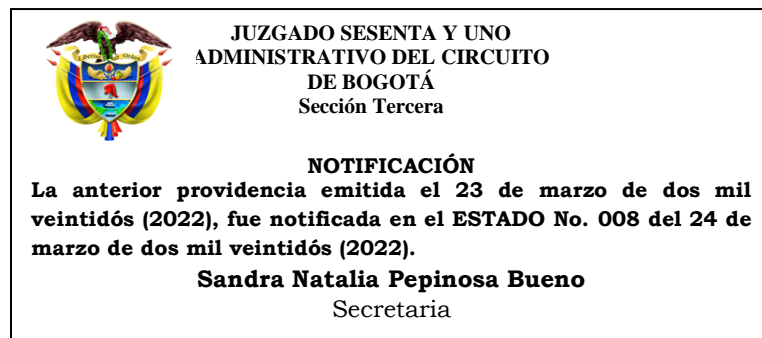 JUZGADO SESENTA Y UNO
ADMINISTRATIVO DEL CIRCUITO
DE BOGOTÁ
Sección Tercera
NOTIFICACIÓN
La anterior providencia emitida el 23 de marzo de dos mil
veintidós (2022), fue notificada en el ESTADO No. 008 del 24 de
marzo de dos mil veintidós (2022).
Sandra Natalia Pepinosa Bueno
Secretaria